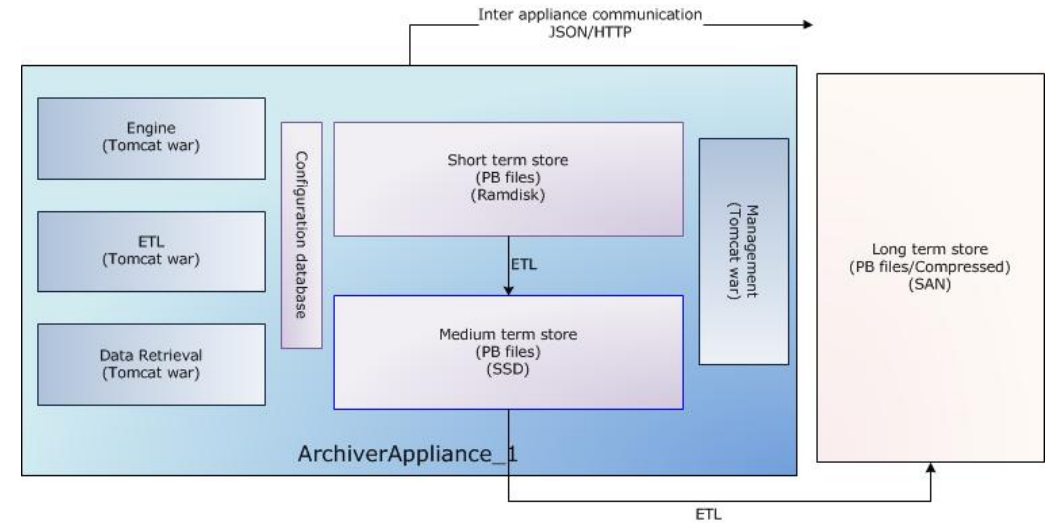 Inter appliance communication
JSON/HTTP
Engine
(Tomcat war)
ETL
(Tomcat war)
Data Retrieval
(Tomcat war)
Configuration database
Short term store
(PB files)
(Ramdisk)
ETL
Medium term store
(PB files)
(SSD)
Management
(Tomcat war)
Long term store
(PB files/Compressed)
(SAN)
ArchiverAppliance_1
ETL